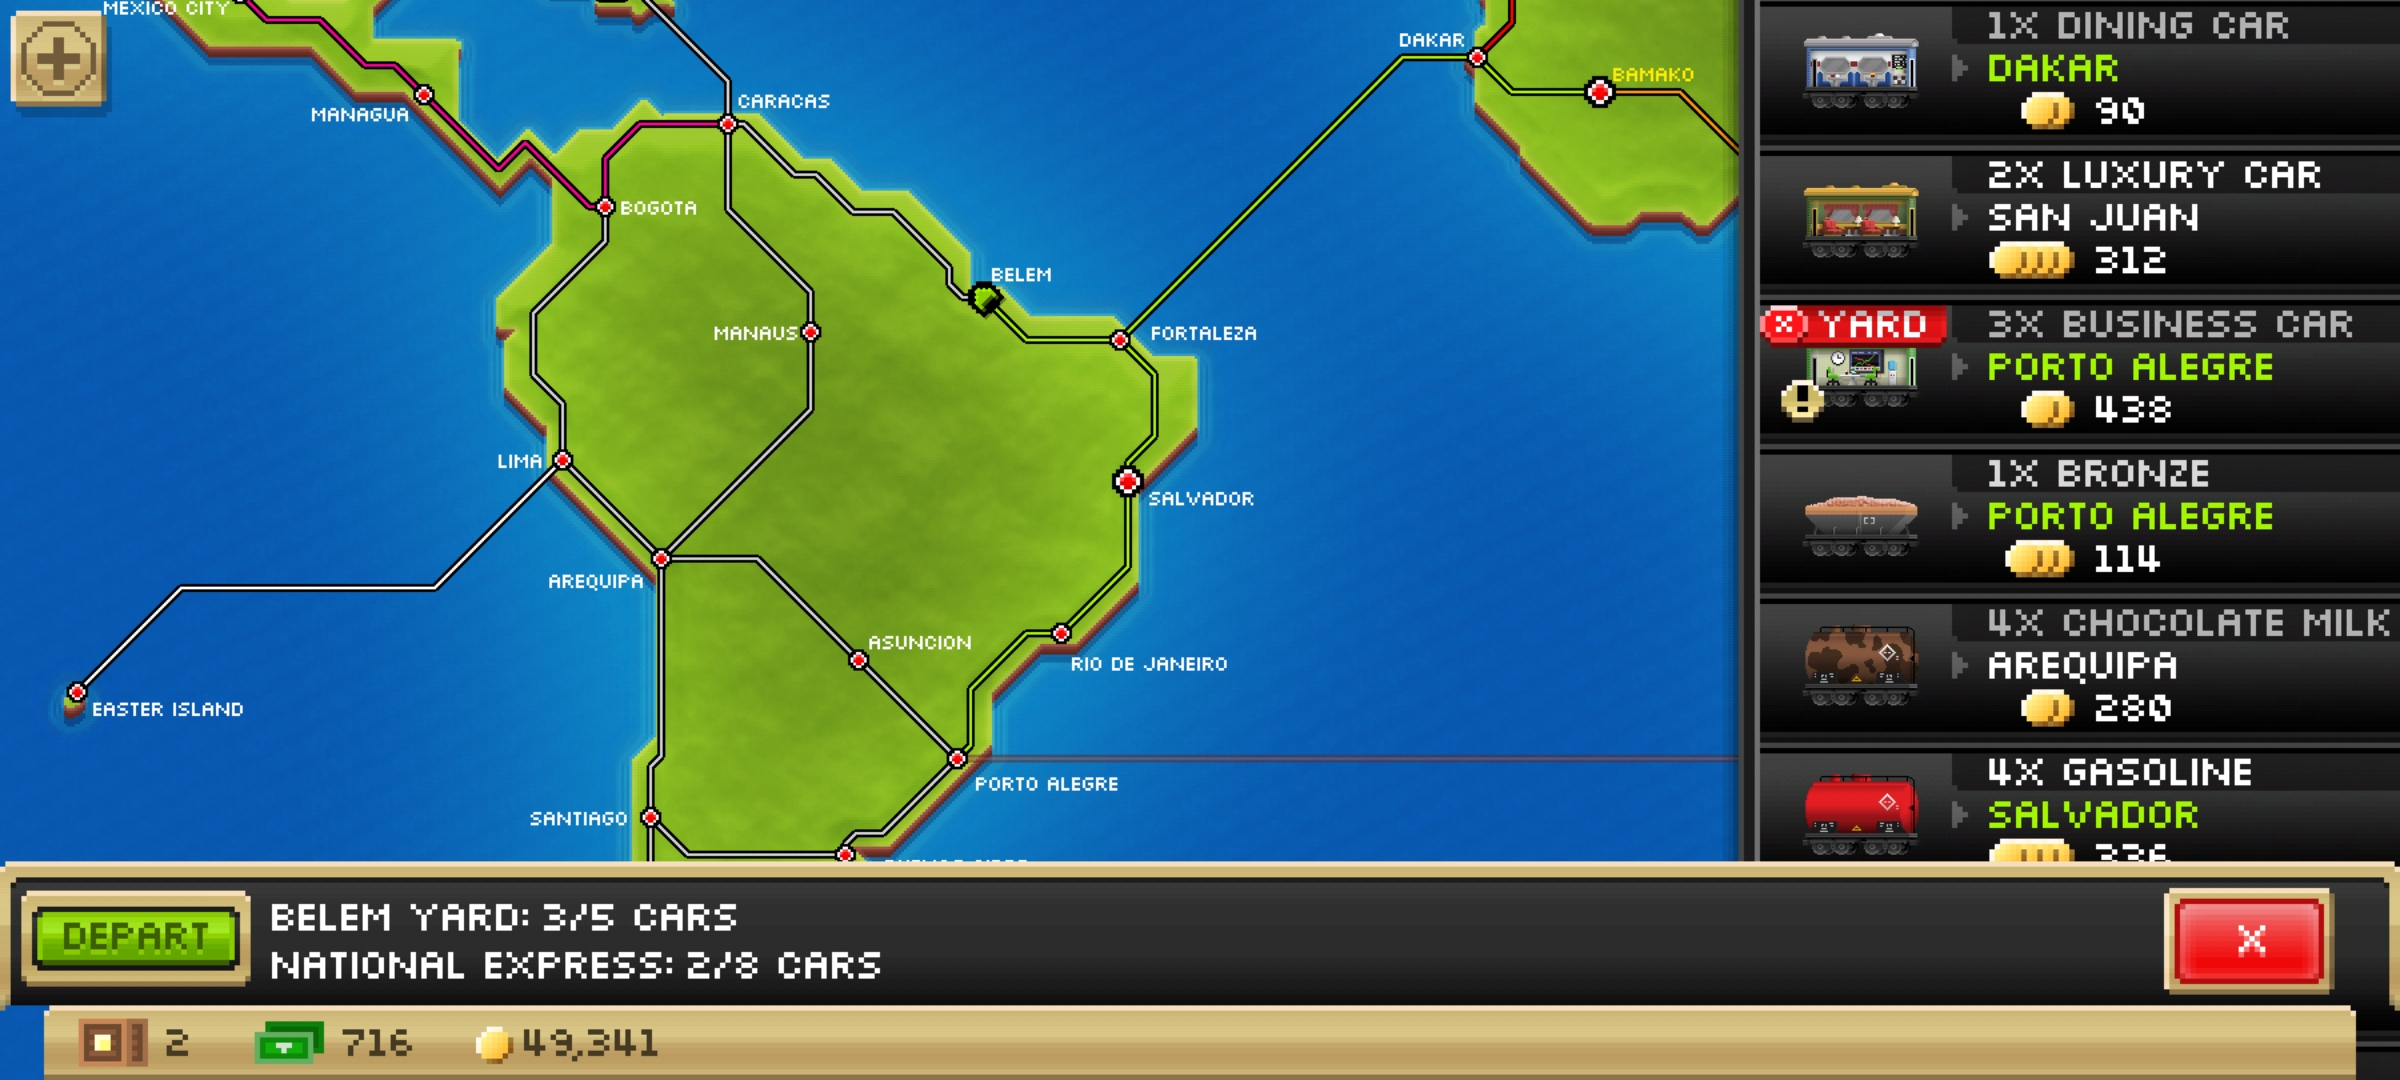 MEXICO CITY
MANAGUA
CARACAS
BOGOTA
DAKAR
BAMAKO
BELEM
MANAUS
FORTALEZA
LIMA
SALVADOR
AREQUIPA
ASUNCION
RIO DE JANEIRO
EASTER ISLAND
PORTO ALEGRE
SANTIAGO
1X DINING CAR
DAKAR
90
2X LUXURY CAR
SAN JUAN
312
YARD
3X BUSINESS CAR
PORTO ALEGRE
438
1X BRONZE
PORTO ALEGRE
114
4X CHOCOLATE MILK
AREQUIPA
280
4X GASOLINE
SALVADOR
336
DEPART
BELEM YARD: 3/5 CARS
NATIONAL EXPRESS: 2/8 CARS
X
2
716
49,341